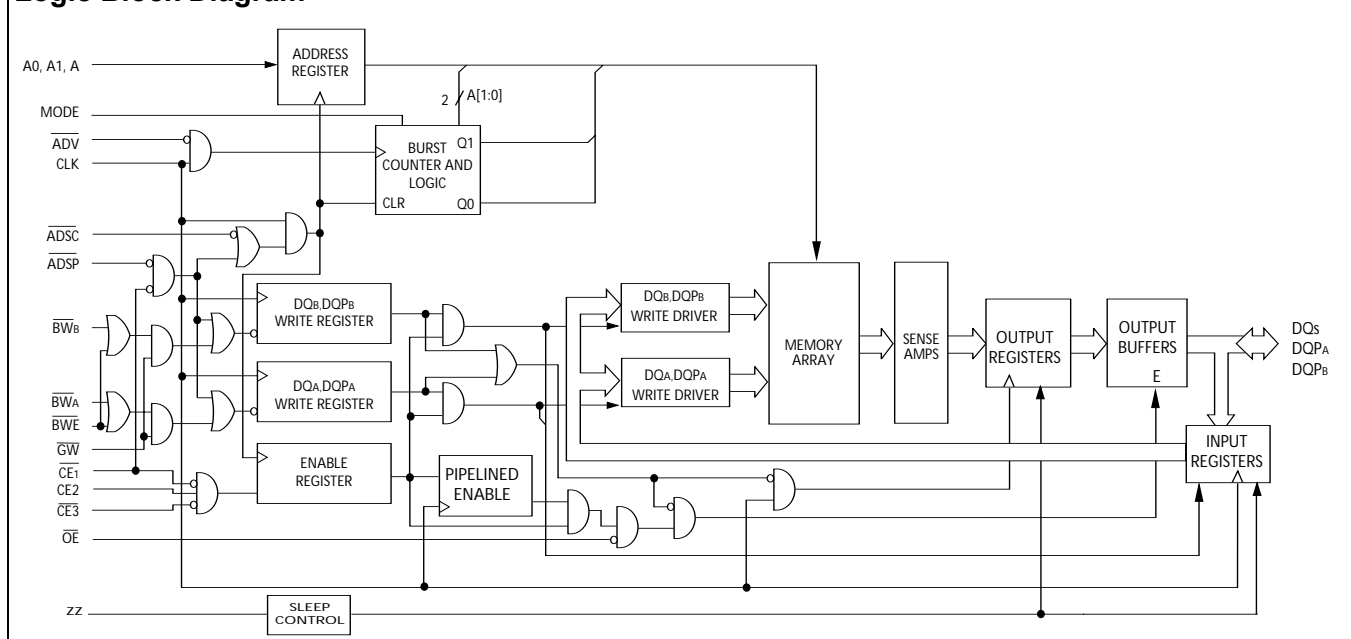 Logic Block Diagram
A0, A1, A
ADDRESS
REGISTER
MODE
2
A[1:0]
ADV
CLK
BURST
COUNTER AND
LOGIC
Q1
CLR
Q0
ADSC
ADSP
DQB,DQPB
WRITE REGISTER
DQB,DQPB
WRITE DRIVER
BWB
MEMORY
ARRAY
SENSE
AMPS
OUTPUT
REGISTERS
OUTPUT
BUFFERS
E
DQs
DQPA
DQPB
DQA,DQPA
WRITE REGISTER
DQA,DQPA
WRITE DRIVER
BWA
BWE
GW
CE1
CE2
CE3
ENABLE
REGISTER
PIPELINED
ENABLE
INPUT
REGISTERS
OE
ZZ
SLEEP
CONTROL